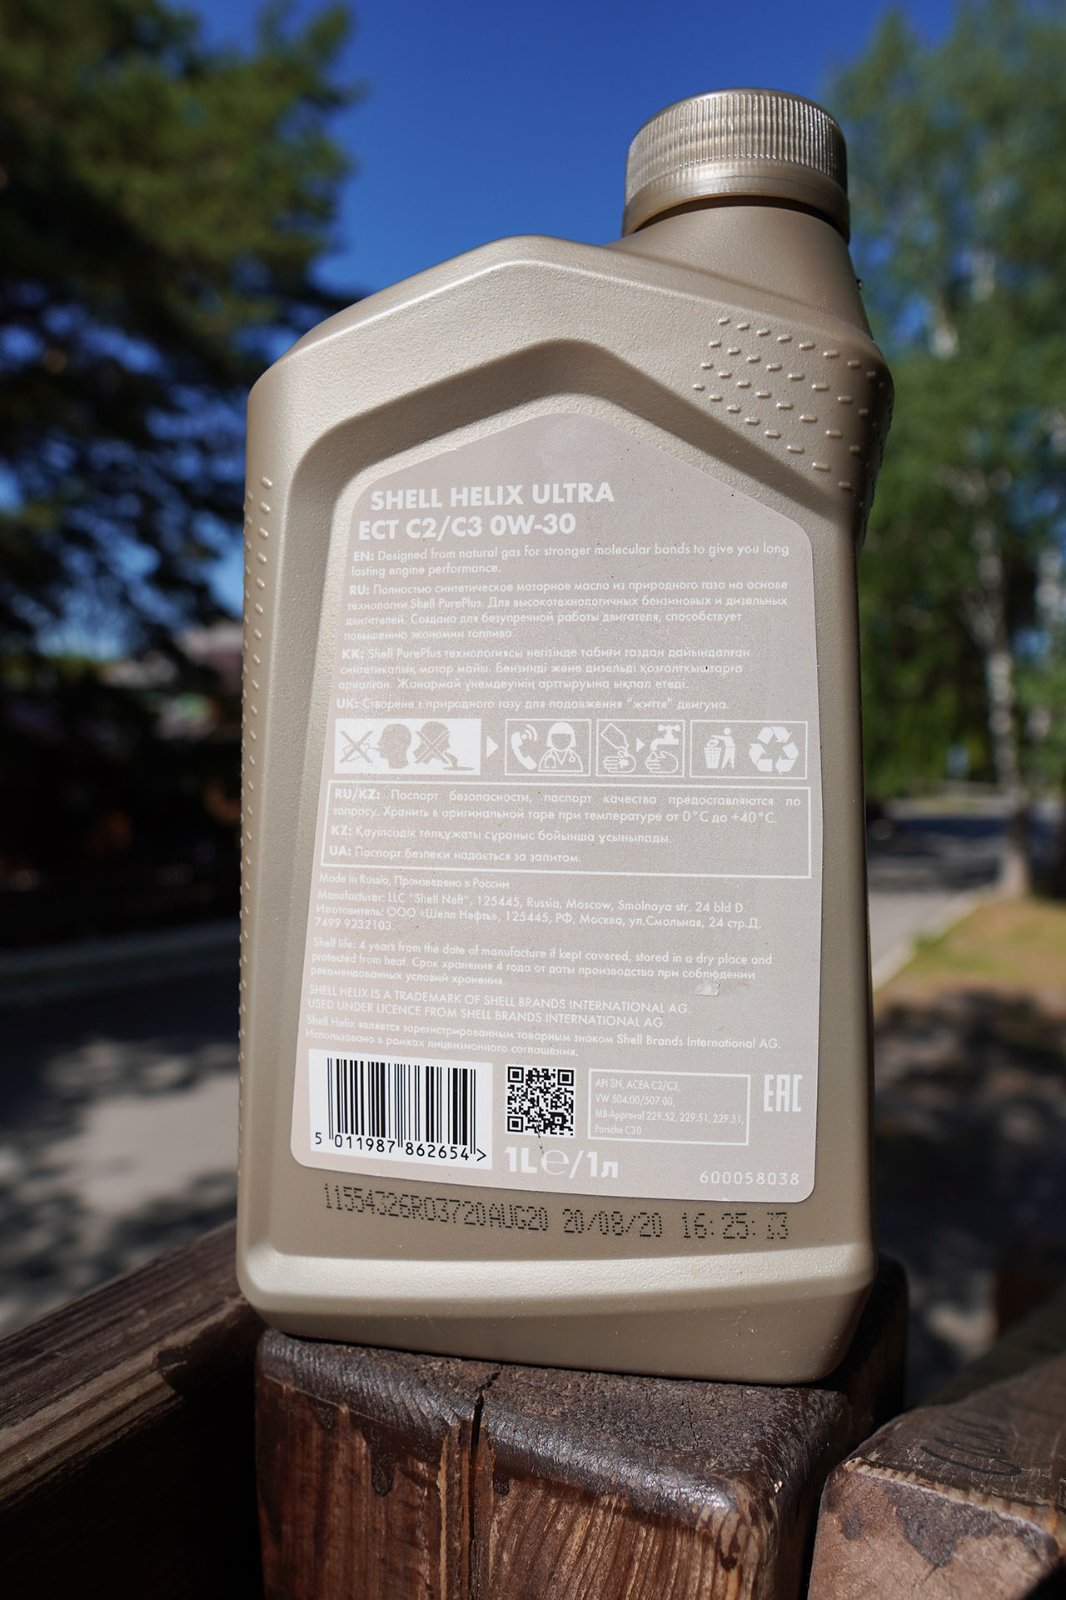 SHELL HELIX ULTRA
ECT C2/C3 0W-30
EN: Designed from natural gas for stronger molecular bonds to give you long
lasting engine performance.
RU: Полностью синтетическое моторное масло из природного газа на основе
технологии Shell PurePlus. Для высокотехнологичных бензиновых и дизельных
двигателей. Создано для безупречной работы двигателя, способствует
повышению экономии топлива.
KK: Shell PurePlus технологиясы негізінде табиғи газдан дайындалған
синтетикалық мотор майы. Бензинді және дизельді қозғалтқыштарға
арналған. Жанармай үнемдеуінің арттыруына ықпал етеді.
UK: Створене з природного газу для подовження "життя" двигуна.
RU/KZ: Паспорт безопасности, паспорт качества предоставляются по
запросу. Хранить в оригинальной таре при температуре от 0°С до +40°С.
KZ: Қауіпсіздік төлқұжаты сұраныс бойынша ұсынылады.
UA: Паспорт безпеки надається за запитом.
Made in Russia, Произведено в России
Manufacturer: LLC "Shell Neft", 125445, Russia, Moscow, Smolnaya str. 24 bld D.
Изготовитель: ООО «Шелл Нефть», 125445, РФ, Москва, ул.Смольная, 24 стр.Д.
7499 9232103.
Shelf life: 4 years from the date of manufacture if kept covered, stored in a dry place and
protected from heat. Срок хранения 4 года от даты производства при соблюдении
рекомендованных условий хранения.
SHELL HELIX IS A TRADEMARK OF SHELL BRANDS INTERNATIONAL AG.
USED UNDER LICENCE FROM SHELL BRANDS INTERNATIONAL AG.
Shell Helix является зарегистрированным товарным знаком Shell Brands International AG.
Использовано в рамках лицензионного соглашения.
API SN, ACEA C2/C3,
VW 504.00/507.00,
MB-Approval 229.52, 229.51, 229.31,
Porsche C30
EAC
5 011987 862654 >
1L℮/1л
600058038
11554326R03720AUG20 20/08/20 16:25: